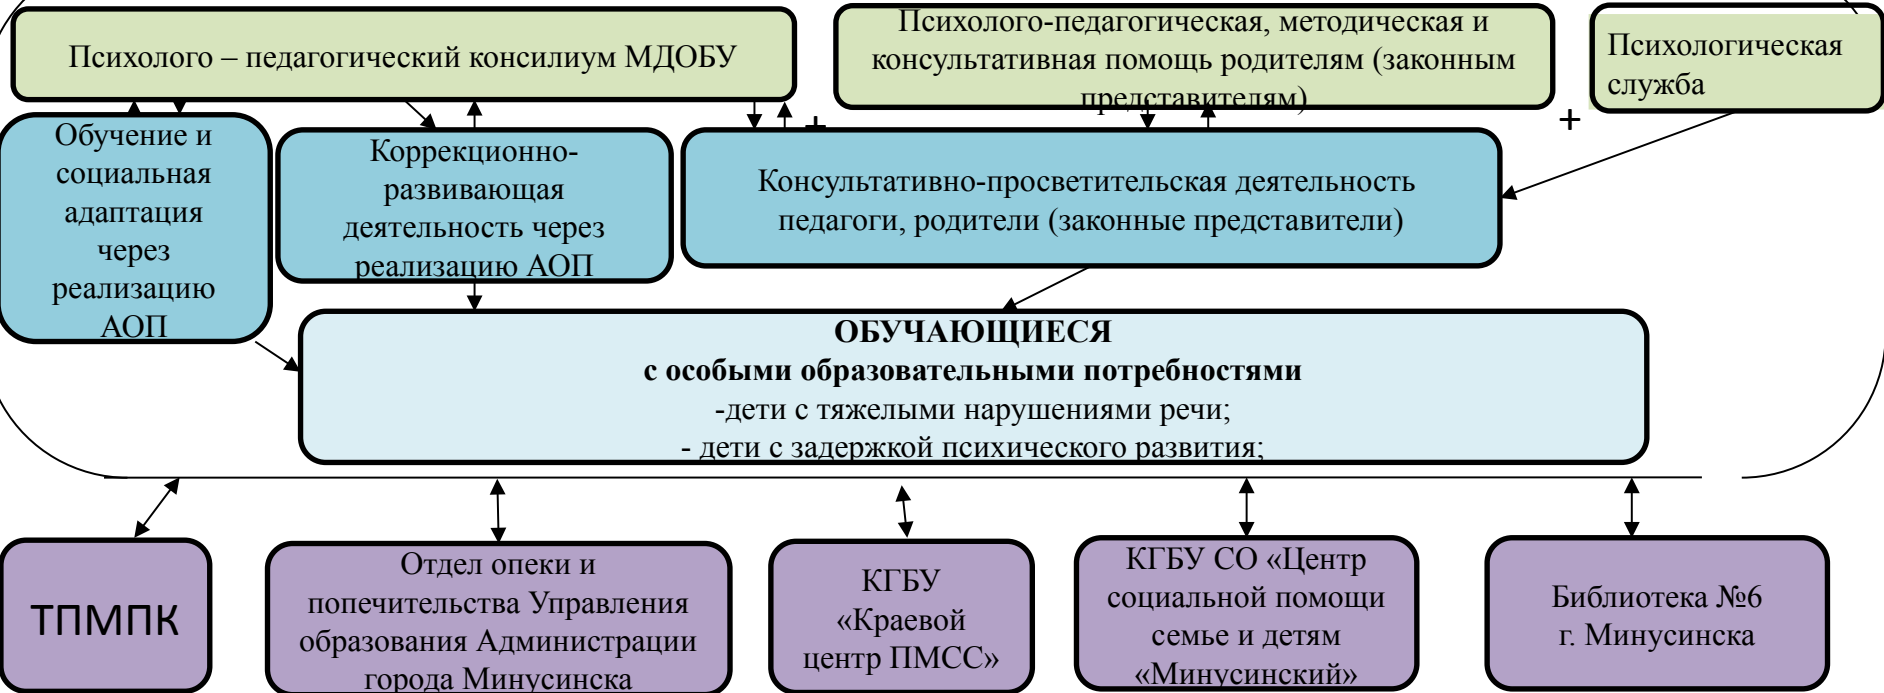 Психолого – педагогический консилиум МДОБУ
Психолого-педагогическая, методическая и
консультативная помощь родителям (законным
представителям)
Психологическая
служба
+
+
Обучение и
социальная
адаптация
через
реализацию
АОП
Коррекционно-
развивающая
деятельность через
реализацию АОП
Консультативно-просветительская деятельность
педагоги, родители (законные представители)
ОБУЧАЮЩИЕСЯ
с особыми образовательными потребностями
-дети с тяжелыми нарушениями речи;
- дети с задержкой психического развития;
ТПМПК
Отдел опеки и
попечительства Управления
образования Администрации
города Минусинска
КГБУ
«Краевой
центр ПМСС»
КГБУ СО «Центр
социальной помощи
семье и детям
«Минусинский»
Библиотека №6
г. Минусинска